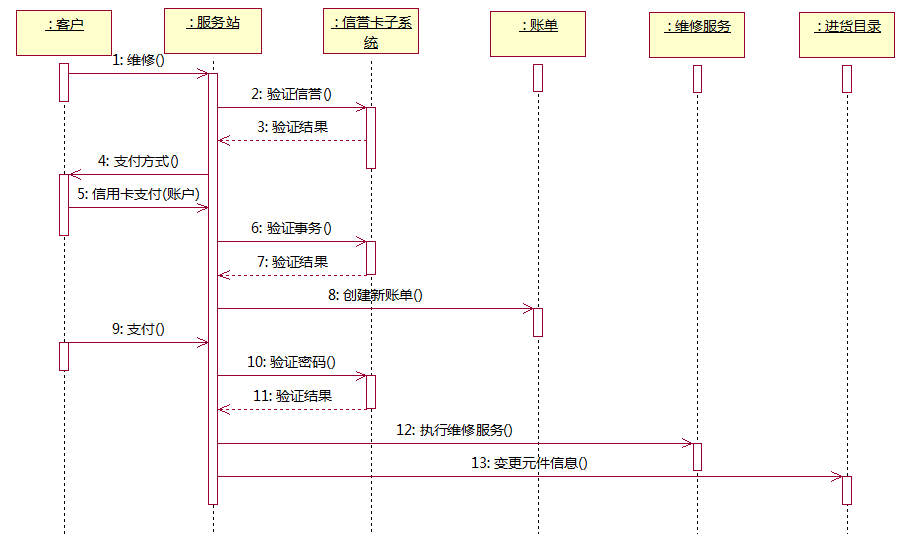 : 客户
: 服务站
: 信誉卡子系
统
: 账单
: 维修服务
: 进货目录
1: 维修()
2: 验证信誉()
3: 验证结果
4: 支付方式()
5: 信用卡支付(账户)
6: 验证事务()
7: 验证结果
8: 创建新账单()
9: 支付()
10: 验证密码()
11: 验证结果
12: 执行维修服务()
13: 变更元件信息()